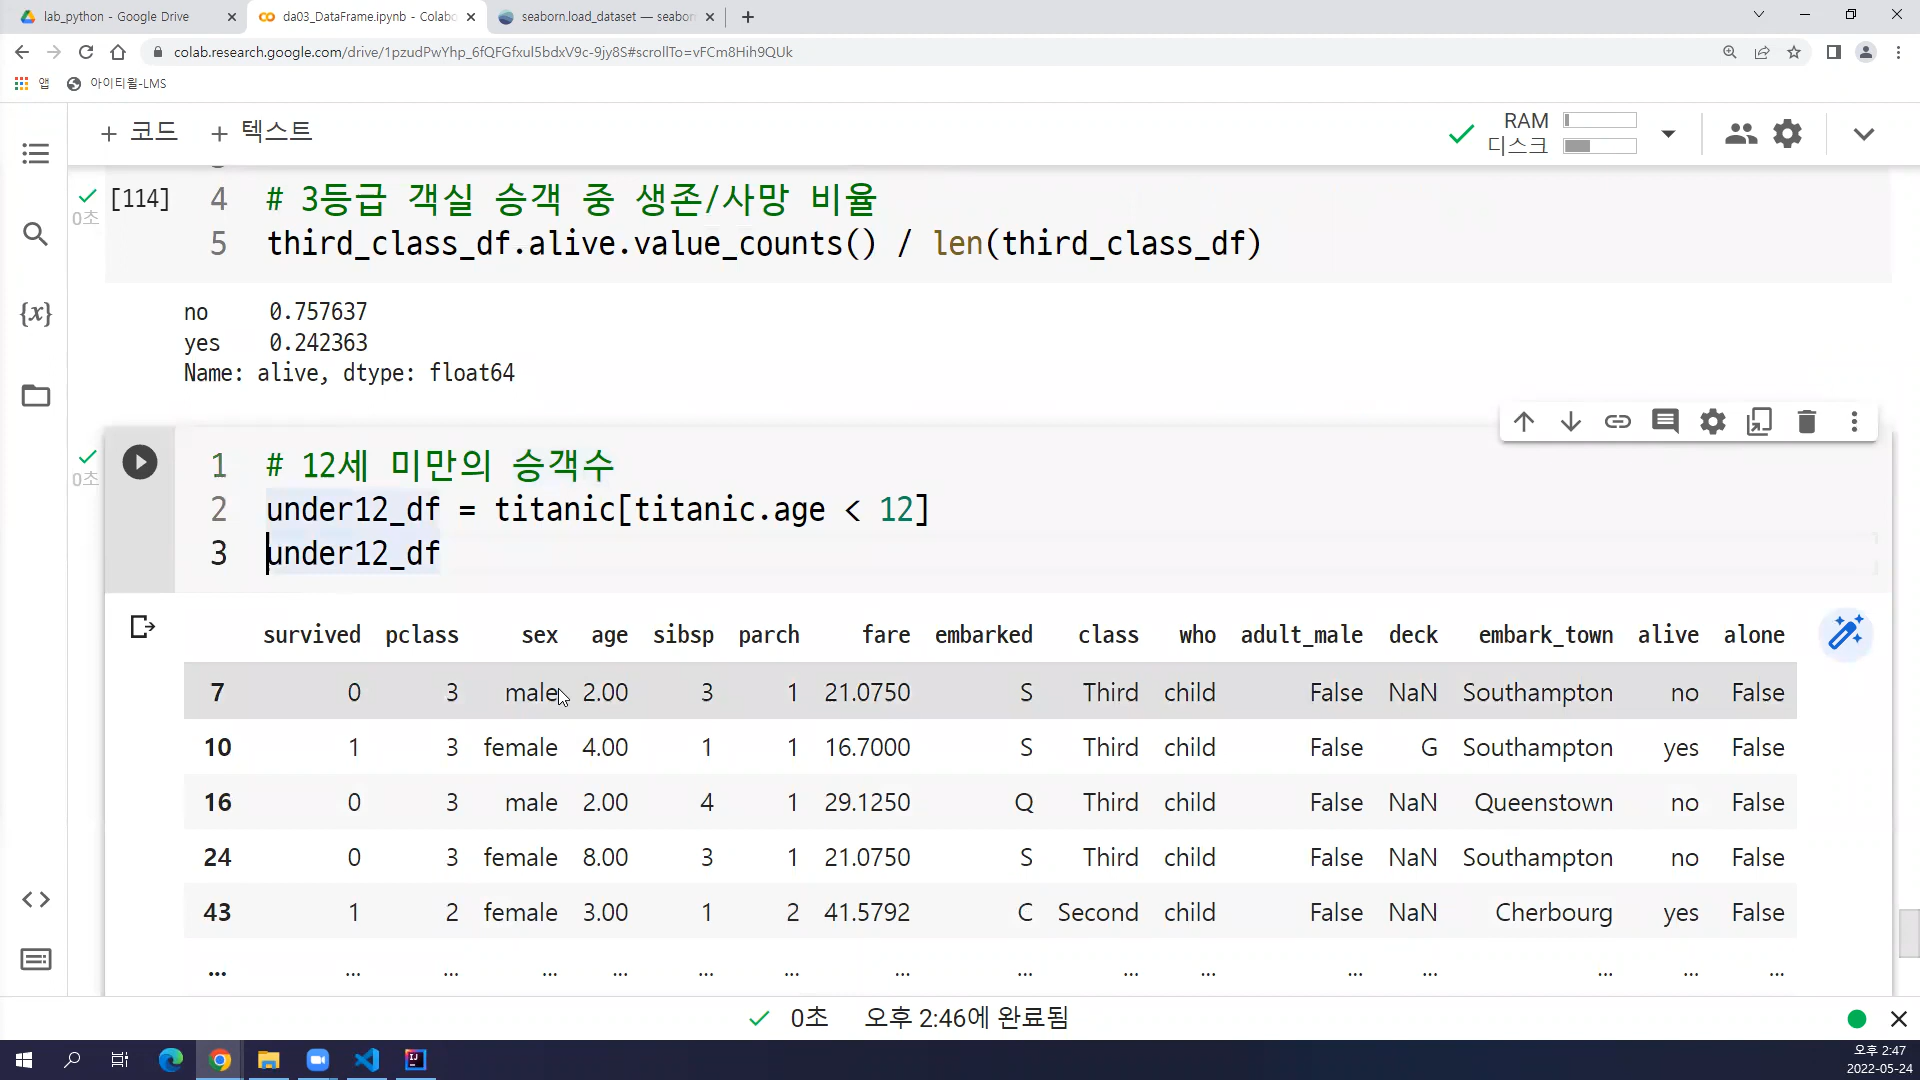 lab_python - Google Drive
da03_DataFrame.ipynb - Colabo
seaborn.load_dataset — seabor
colab.research.google.com/drive/1pzudPwYhp_6fQFGfxul5bdxV9c-9jy8S#scrollTo=vFCm8Hih9QUk
앱
아이티윌-LMS
+ 코드
+ 텍스트
RAM
디스크
[114]
0초
4 # 3등급 객실 승객 중 생존/사망 비율
5 third_class_df.alive.value_counts() / len(third_class_df)
no 0.757637
yes 0.242363
Name: alive, dtype: float64
0초
1 # 12세 미만의 승객수
2 under12_df = titanic[titanic.age < 12]
3 under12_df
survived pclass sex age sibsp parch fare embarked class who adult_male deck embark_town alive alone
7 0 3 male 2.00 3 1 21.0750 S Third child False NaN Southampton no False
10 1 3 female 4.00 1 1 16.7000 S Third child False G Southampton yes False
16 0 3 male 2.00 4 1 29.1250 Q Third child False NaN Queenstown no False
24 0 3 female 8.00 3 1 21.0750 S Third child False NaN Southampton no False
43 1 2 female 3.00 1 2 41.5792 C Second child False NaN Cherbourg yes False
... ... ... ... ... ... ... ... ... ... ... ... ... ... ... ...
0초 오후 2:46에 완료됨
오후 2:47
2022-05-24